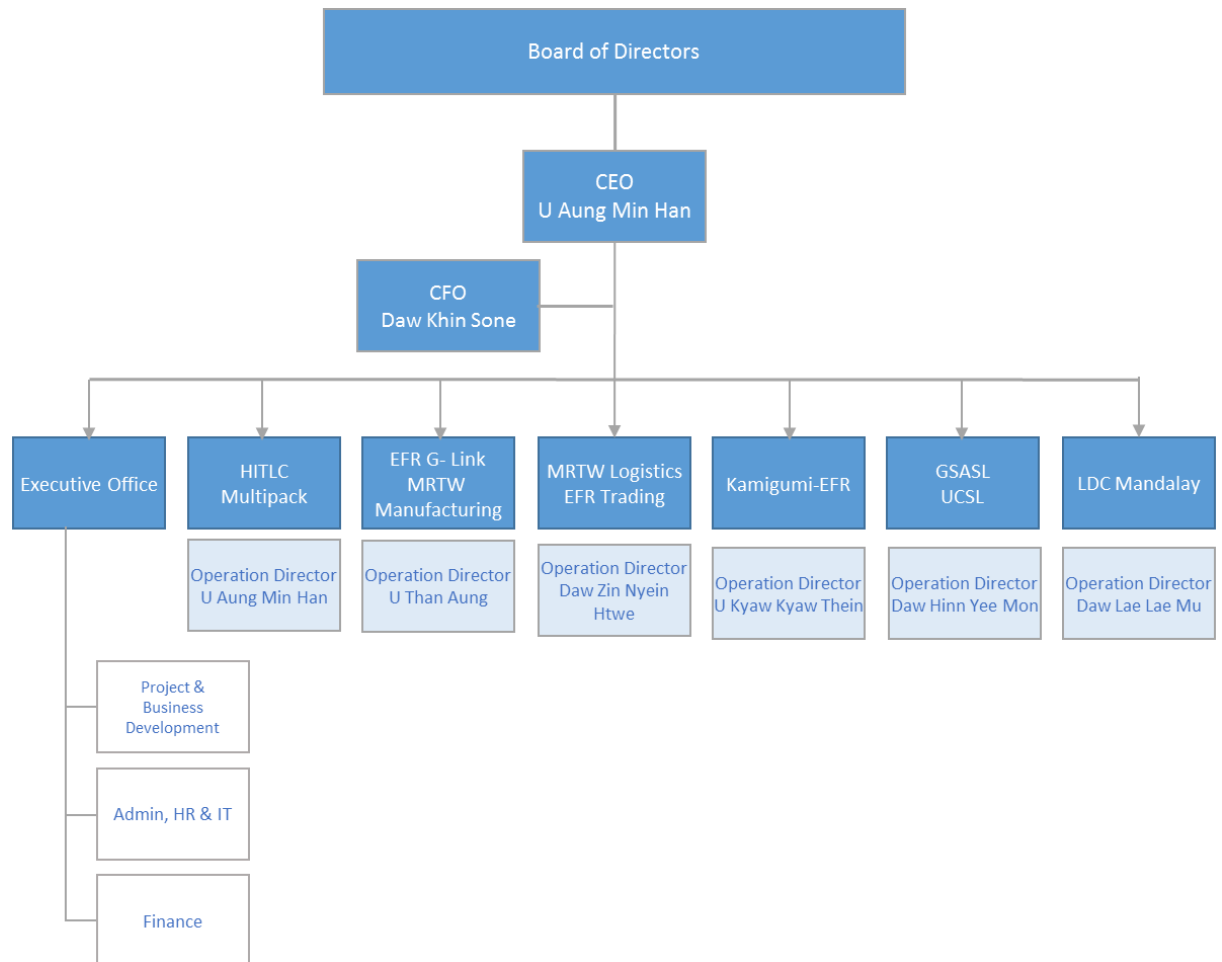 Board of Directors
CEO
U Aung Min Han
CFO
Daw Khin Sone
Executive Office
HITLC
Multipack
EFR G- Link
MRTW
Manufacturing
MRTW Logistics
EFR Trading
Kamigumi-EFR
GSASL
UCSL
LDC Mandalay
Operation Director
U Aung Min Han
Operation Director
U Than Aung
Operation Director
Daw Zin Nyein
Htwe
Operation Director
U Kyaw Kyaw Thein
Operation Director
Daw Hinn Yee Mon
Operation Director
Daw Lae Lae Mu
Project &
Business
Development
Admin, HR & IT
Finance